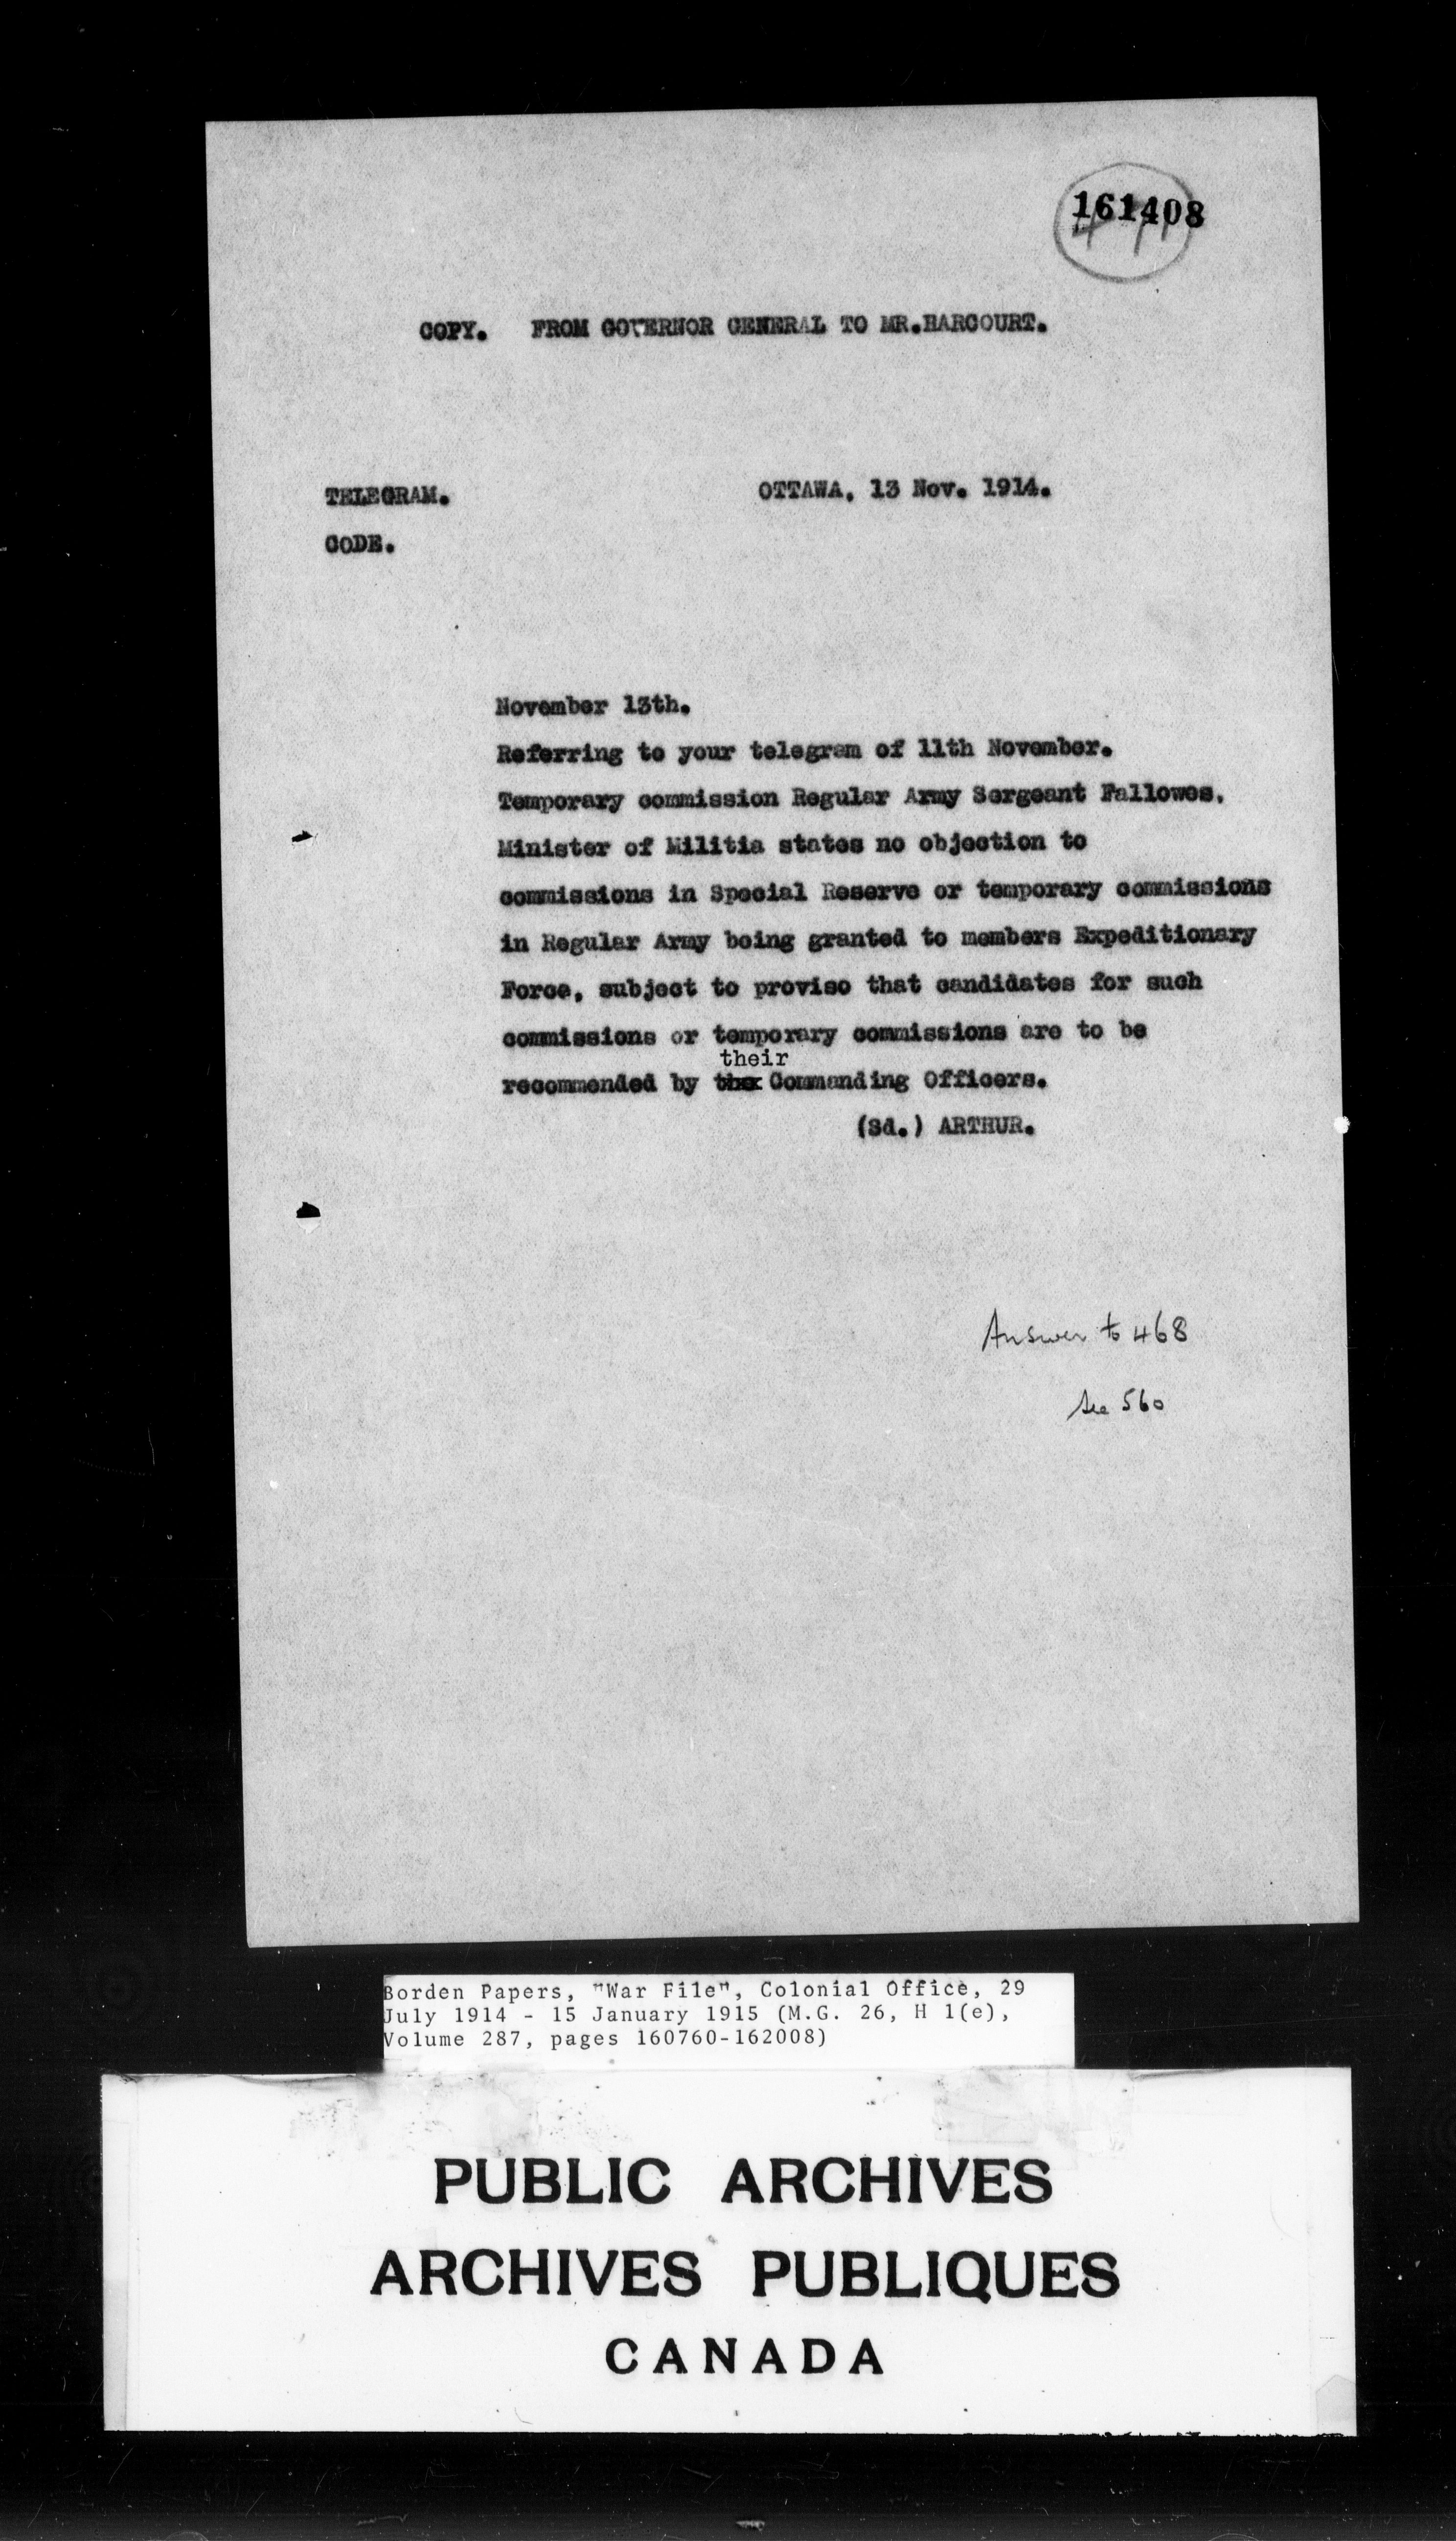 161408
COPY. FROM GOVERNOR GENERAL TO MR.HARCOURT.
TELEGRAM. OTTAWA, 13 Nov. 1914.
CODE.
November 13th.
Referring to your telegram of 11th November.
Temporary commission Regular Army Sergeant Fallowes.
Minister of Militia states no objection to
commissions in Special Reserve or temporary commissions
in Regular Army being granted to members Expeditionary
Force, subject to proviso that candidates for such
commissions or temporary commissions are to be
their
recommended by the Commanding Officers.
(Sd.) ARTHUR.
Answer to 468
See 560
Borden Papers, "War File", Colonial Office, 29
July 1914 - 15 January 1915 (M.G. 26, H 1(e),
Volume 287, pages 160760-162008)
PUBLIC ARCHIVES
ARCHIVES PUBLIQUES
CANADA